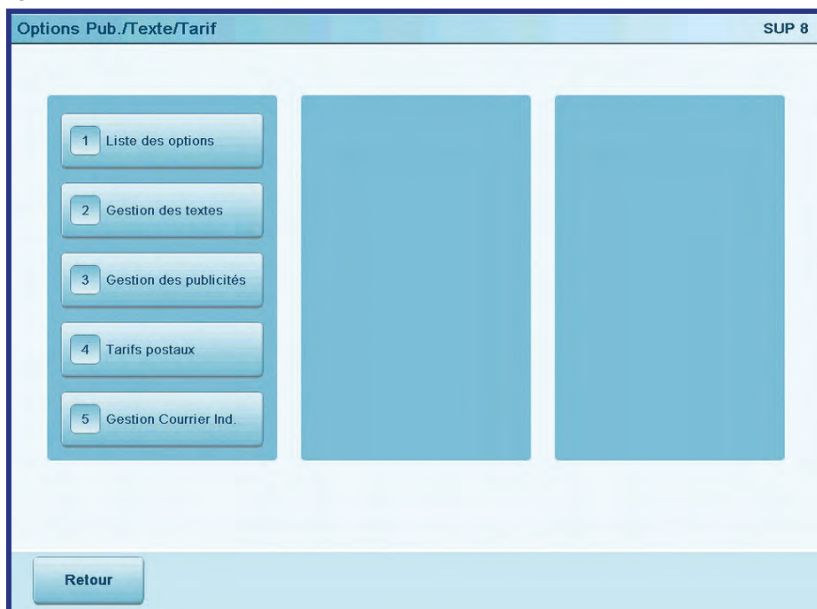 Options Pub./Texte/Tarif SUP 8
1 Liste des options
2 Gestion des textes
3 Gestion des publicités
4 Tarifs postaux
5 Gestion Courrier Ind.
Retour